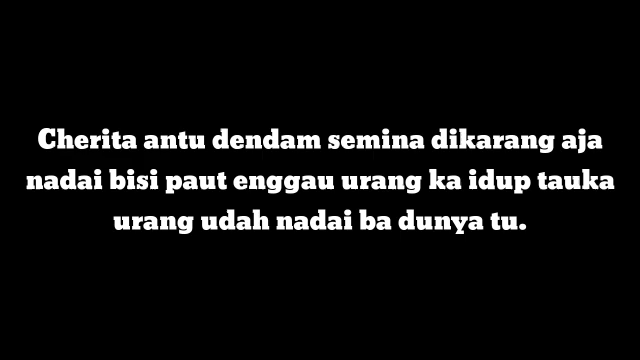 Cherita antu dendam semina dikarang aja
nadai bisi paut enggau urang ka idup tauka
urang udah nadai ba dunya tu.